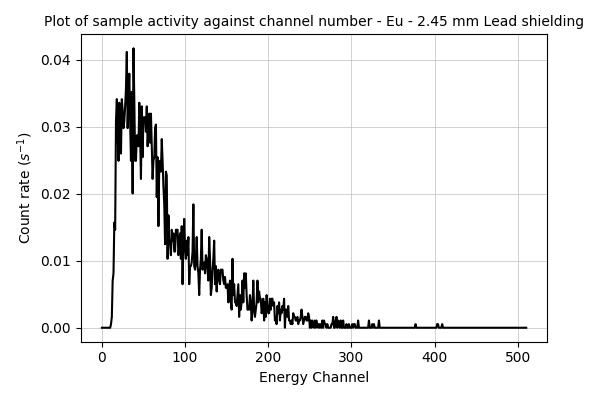 Plot of sample activity against channel number - Eu - 2.45 mm Lead shielding
Count rate (s⁻¹)
0.04
0.03
0.02
0.01
0.00
0 100 200 300 400 500
Energy Channel